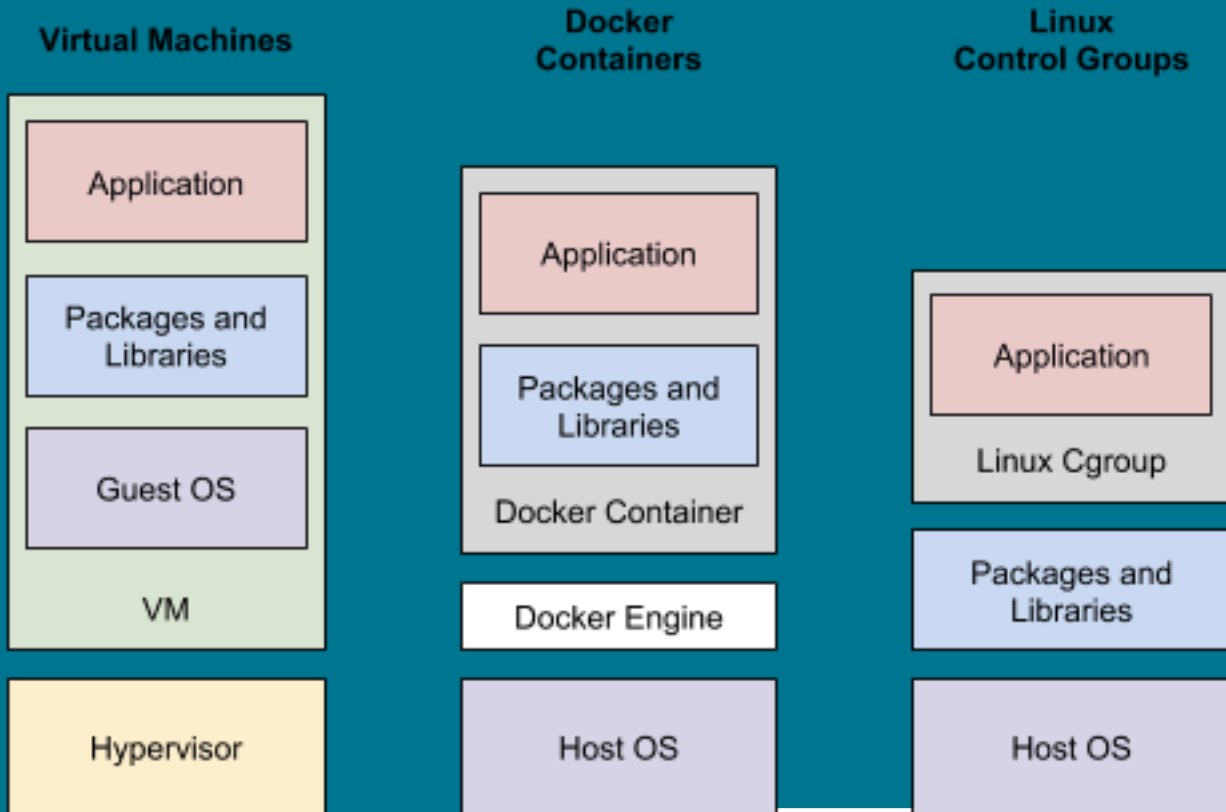 Virtual Machines
Application
Packages and
Libraries
Guest OS
VM
Hypervisor
Docker
Containers
Application
Packages and
Libraries
Docker Container
Docker Engine
Host OS
Linux
Control Groups
Application
Linux Cgroup
Packages and
Libraries
Host OS